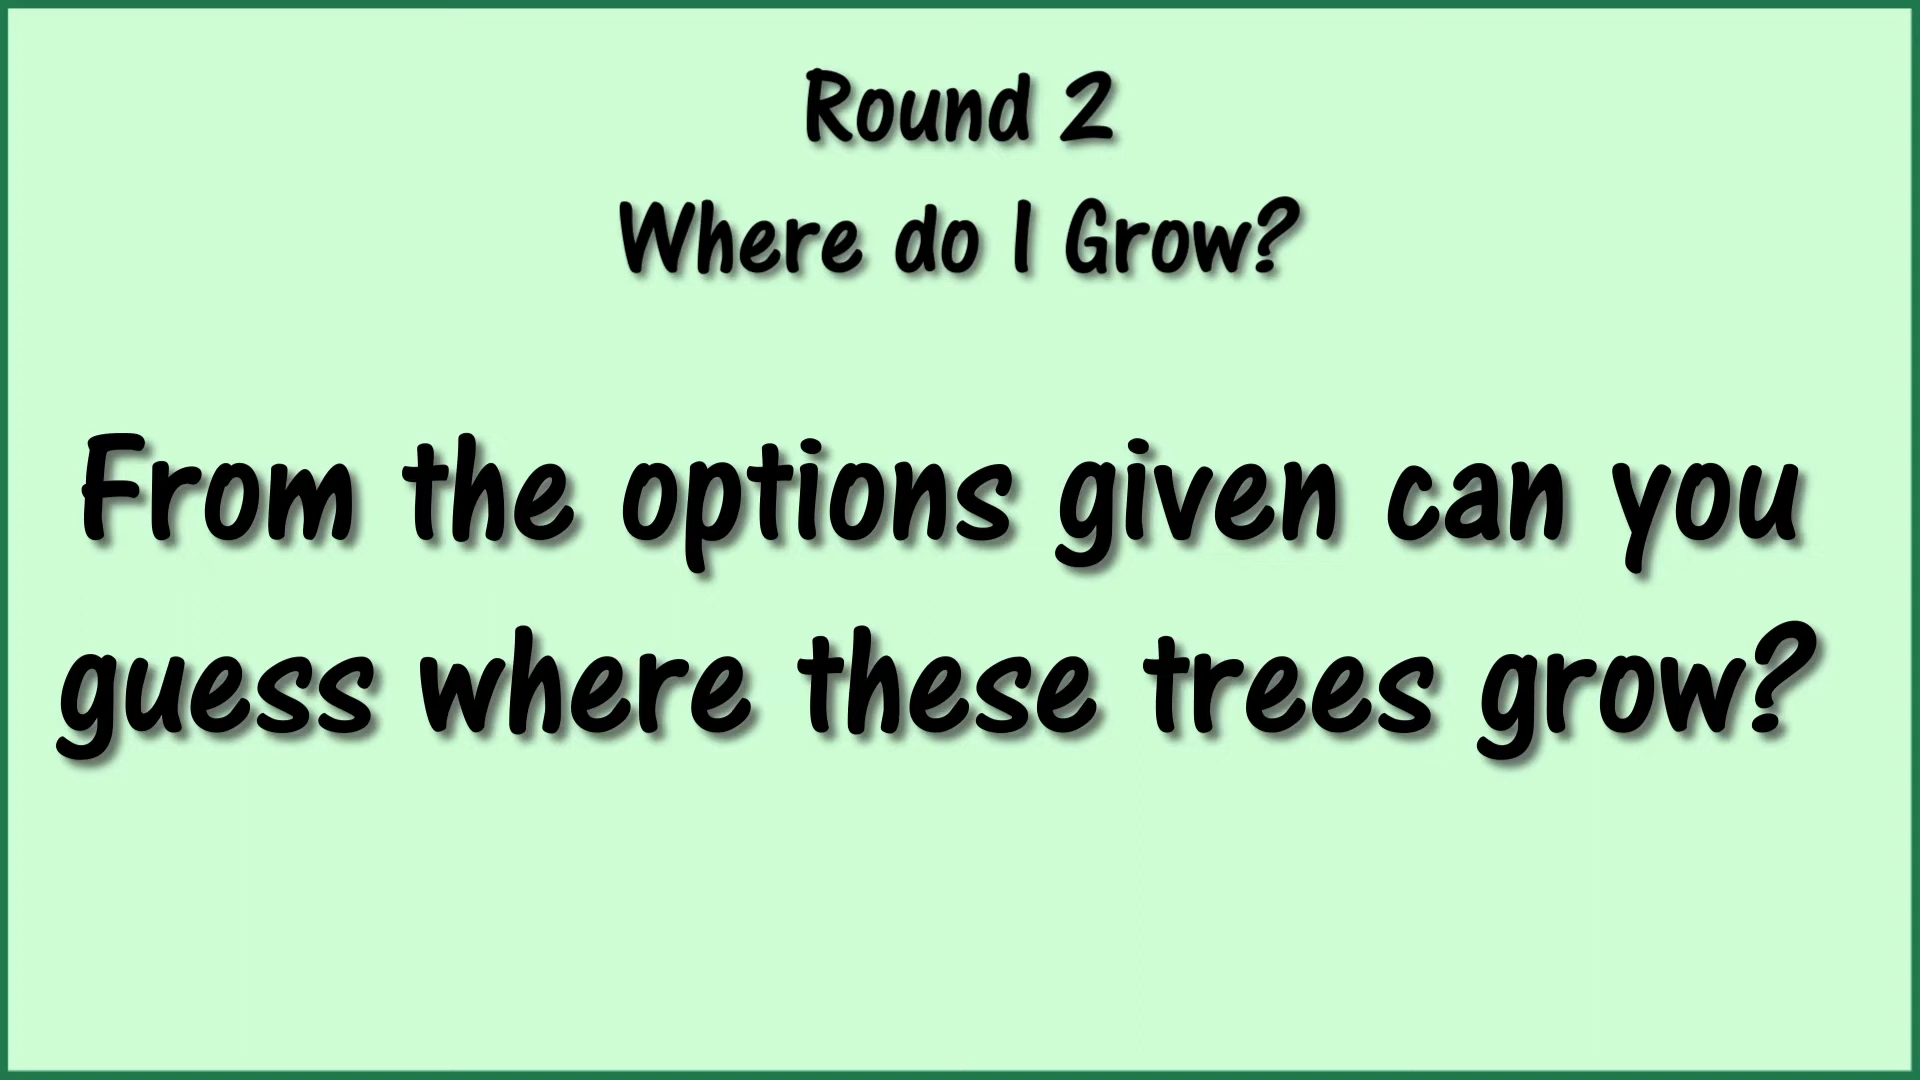 Round 2
Where do I Grow?
From the options given can you
guess where these trees grow?